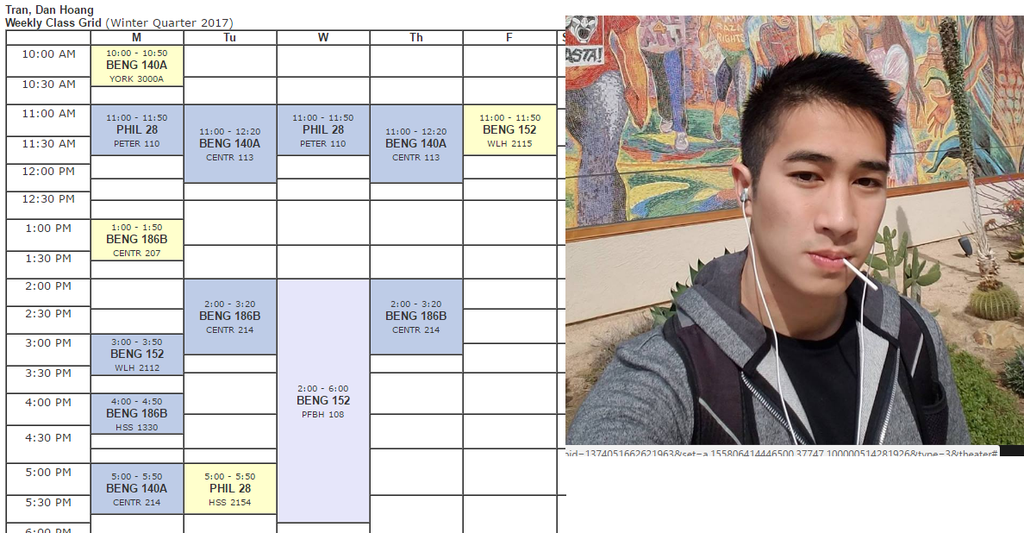 Tran, Dan Hoang
Weekly Class Grid (Winter Quarter 2017)
M Tu W Th F S
10:00 AM
10:00 - 10:50
BENG 140A
YORK 3000A
10:30 AM
11:00 AM
11:00 - 11:50
PHIL 28
PETER 110
11:00 - 12:20
BENG 140A
CENTR 113
11:00 - 11:50
PHIL 28
PETER 110
11:00 - 12:20
BENG 140A
CENTR 113
11:00 - 11:50
BENG 152
WLH 2115
11:30 AM
12:00 PM
12:30 PM
1:00 PM
1:00 - 1:50
BENG 186B
CENTR 207
1:30 PM
2:00 PM
2:00 - 3:20
BENG 186B
CENTR 214
2:00 - 6:00
BENG 152
PFBH 108
2:00 - 3:20
BENG 186B
CENTR 214
2:30 PM
3:00 PM
3:00 - 3:50
BENG 152
WLH 2112
3:30 PM
4:00 PM
4:00 - 4:50
BENG 186B
HSS 1330
4:30 PM
5:00 PM
5:00 - 5:50
BENG 140A
CENTR 214
5:00 - 5:50
PHIL 28
HSS 2154
5:30 PM
6:00 PM
ASTA!
RIGHTS